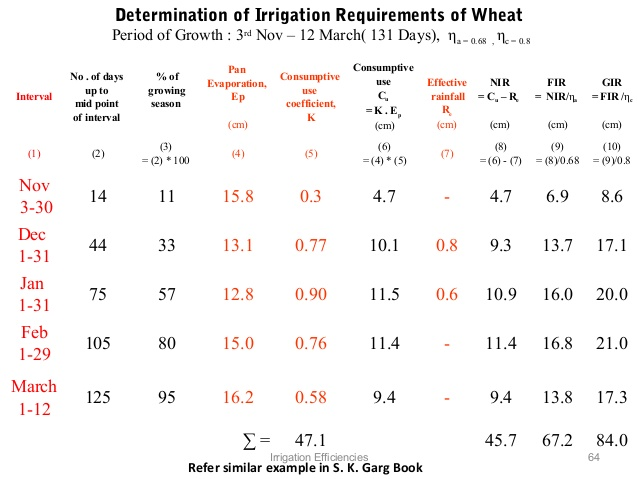 Determination of Irrigation Requirements of Wheat
Period of Growth : 3rd Nov – 12 March( 131 Days), ηa = 0.68 , ηc = 0.8
Interval
No . of days
up to
mid point
of interval
% of
growing
season
Pan
Evaporation,
Ep
(cm)
Consumptive
use
coefficient,
K
Consumptive
use
Cu
= K . Ep
(cm)
Effective
rainfall
Re
(cm)
NIR
= Cu – Re
(cm)
FIR
= NIR/ηa
(cm)
GIR
= FIR /ηc
(cm)
(1) (2) (3) (4) (5) (6) (7) (8) (9) (10)
= (2) * 100 = (4) * (5) = (6) - (7) = (8)/0.68 = (9)/0.8
Nov
3-30 14 11 15.8 0.3 4.7 - 4.7 6.9 8.6
Dec
1-31 44 33 13.1 0.77 10.1 0.8 9.3 13.7 17.1
Jan
1-31 75 57 12.8 0.90 11.5 0.6 10.9 16.0 20.0
Feb
1-29 105 80 15.0 0.76 11.4 - 11.4 16.8 21.0
March
1-12 125 95 16.2 0.58 9.4 - 9.4 13.8 17.3
∑ = 47.1 45.7 67.2 84.0
Irrigation Efficiencies 64
Refer similar example in S. K. Garg Book